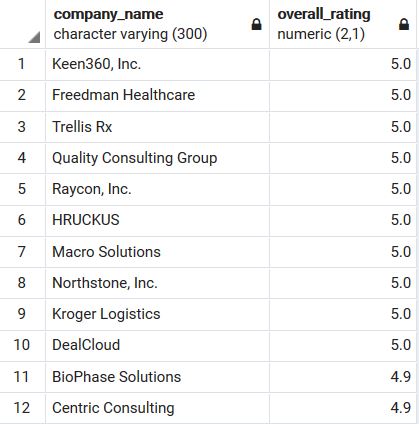 company_name overall_rating
character varying (300) numeric (2,1)
1 Keen360, Inc. 5.0
2 Freedman Healthcare 5.0
3 Trellis Rx 5.0
4 Quality Consulting Group 5.0
5 Raycon, Inc. 5.0
6 HRUCKUS 5.0
7 Macro Solutions 5.0
8 Northstone, Inc. 5.0
9 Kroger Logistics 5.0
10 DealCloud 5.0
11 BioPhase Solutions 4.9
12 Centric Consulting 4.9